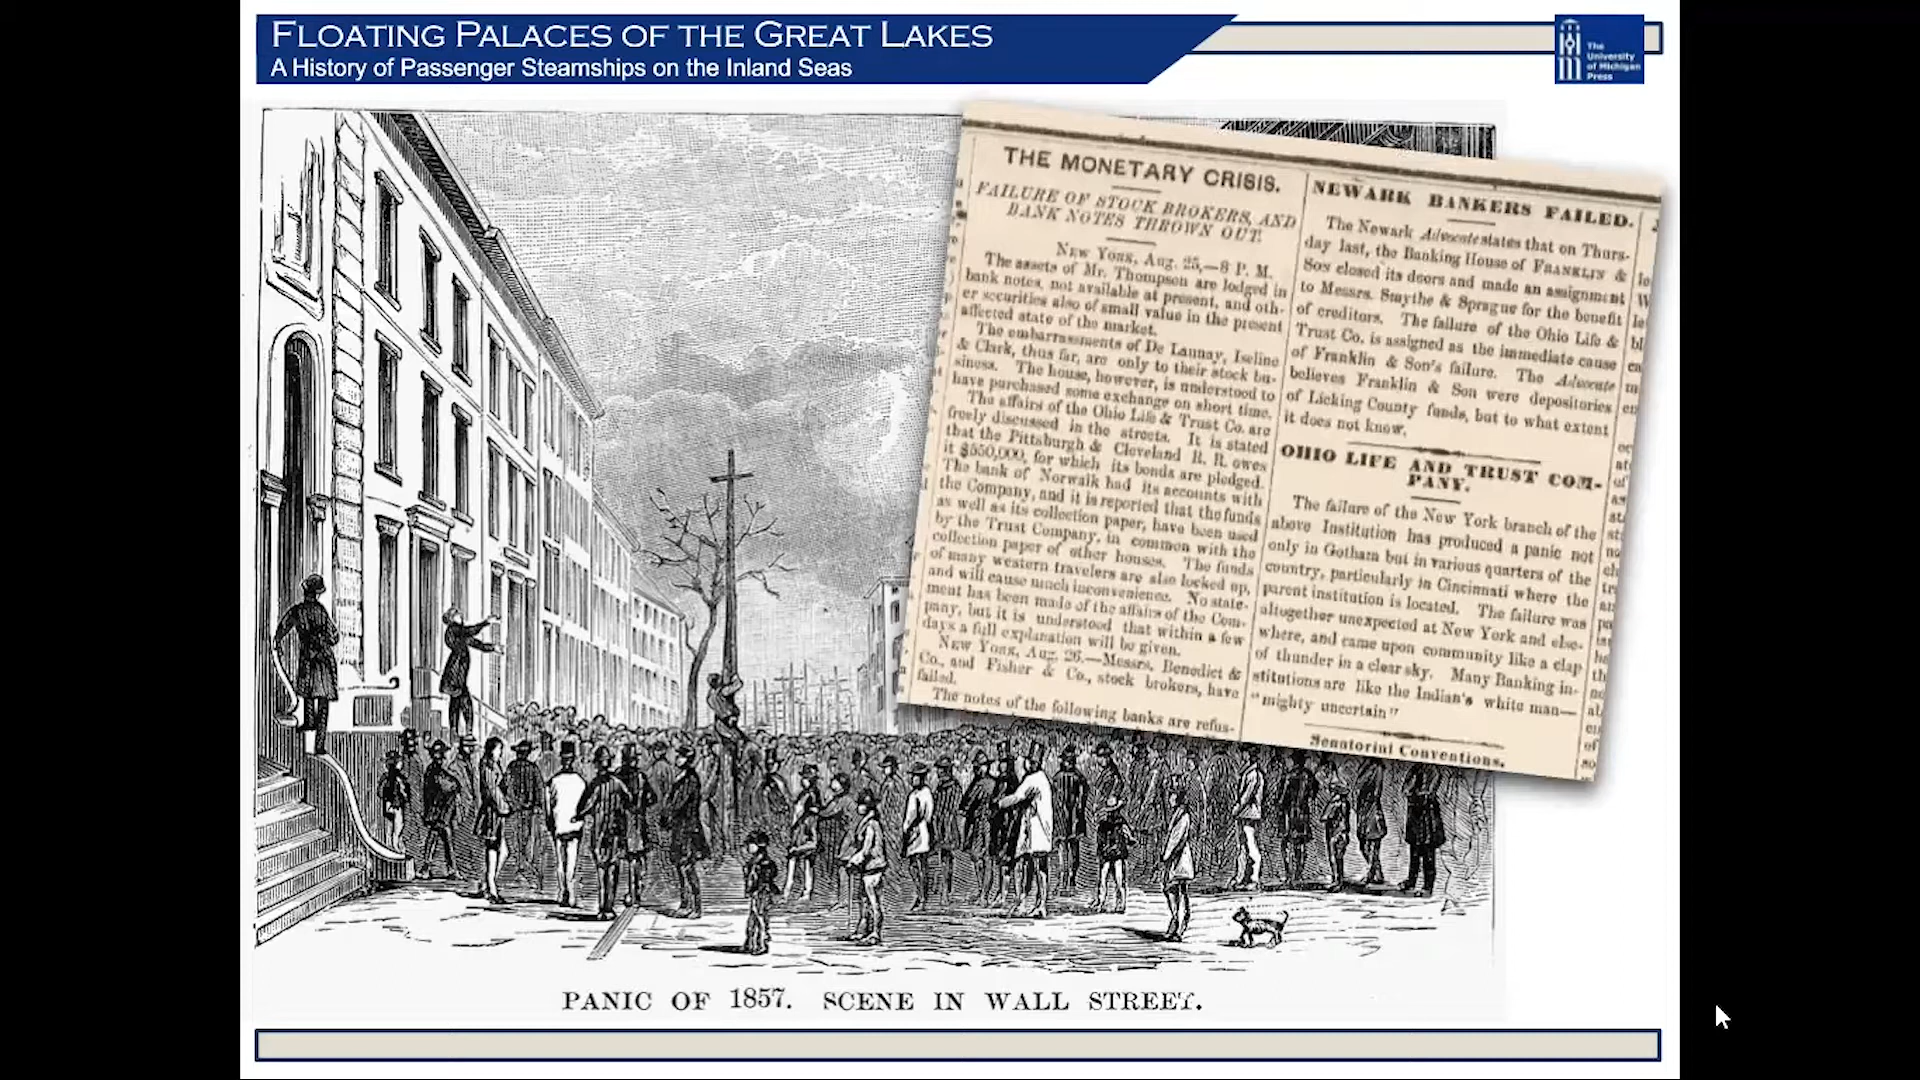 FLOATING PALACES OF THE GREAT LAKES
A History of Passenger Steamships on the Inland Seas
The
University
of Michigan
Press
THE MONETARY CRISIS.
FAILURE OF STOCK BROKERS, AND
BANK NOTES THROWN OUT.
NEW YORK, Aug. 25,—8 P. M.
The assets of Mr. Thompson are lodged in
bank notes, not available at present, and oth-
er securities also of small value in the present
affected state of the market.
The embarrassments of De Launay, Iseline
& Clark, thus far, are only to their stock bu-
siness. The house, however, is understood to
have purchased some exchange on short time.
The affairs of the Ohio Life & Trust Co. are
freely discussed in the streets. It is stated
that the Pittsburgh & Cleveland R. R. owes
it $550,000, for which its bonds are pledged.
The bank of Norwalk had its accounts with
the Company, and it is reported that the funds
as well as its collection paper, have been used
by the Trust Company, in common with the
collection paper of other houses. The funds
of many western travelers are also locked up,
and will cause much inconvenience. No state-
ment has been made of the affairs of the Com-
pany, but it is understood that within a few
days a full explanation will be given.
NEW YORK, Aug. 26.—Messrs. Benedict &
Co., and Fisher & Co., stock brokers, have
failed.
The notes of the following banks are refus-
NEWARK BANKERS FAILED.
The Newark Advocate states that on Thurs-
day last, the Banking House of FRANKLIN &
SON closed its doors and made an assignment
to Messrs. Smythe & Sprague for the benefit
of creditors. The failure of the Ohio Life &
Trust Co. is assigned as the immediate cause
of Franklin & Son's failure. The Advocate
believes Franklin & Son were depositories
of Licking County funds, but to what extent
it does not know.
OHIO LIFE AND TRUST COM-
PANY.
The failure of the New York branch of the
above Institution has produced a panic not
only in Gotham but in various quarters of the
country, particularly in Cincinnati where the
parent institution is located. The failure was
altogether unexpected at New York and else-
where, and came upon community like a clap
of thunder in a clear sky. Many Banking in-
stitutions are like the Indian's white man—
"mighty uncertain"
Senatorial Conventions.
PANIC OF 1857. SCENE IN WALL STREET.